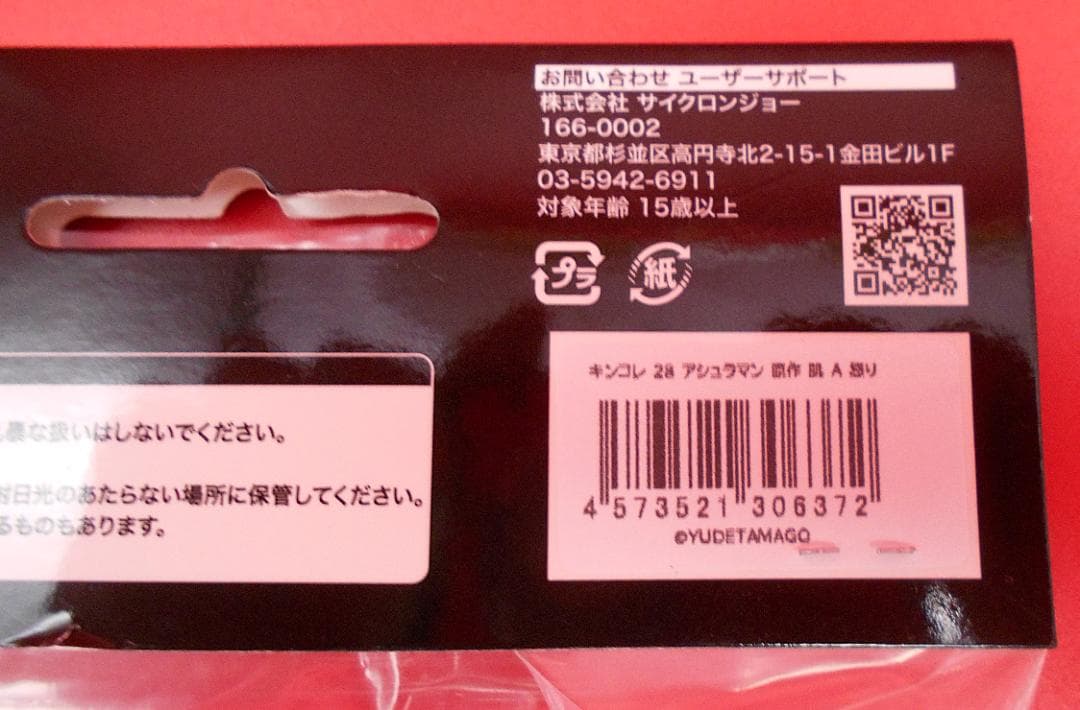 お問い合わせ ユーザーサポート
株式会社 サイクロンジョー
166-0002
東京都杉並区高円寺北2-15-1金田ビル1F
03-5942-6911
対象年齢 15歳以上
プラ
紙
キンコレ 28 アシュラマン 原作 肌 A 怒り
4 573521 306372
©YUDETAMAGO
暴な扱いはしないでください。
射日光のあたらない場所に保管してください。
るものもあります。